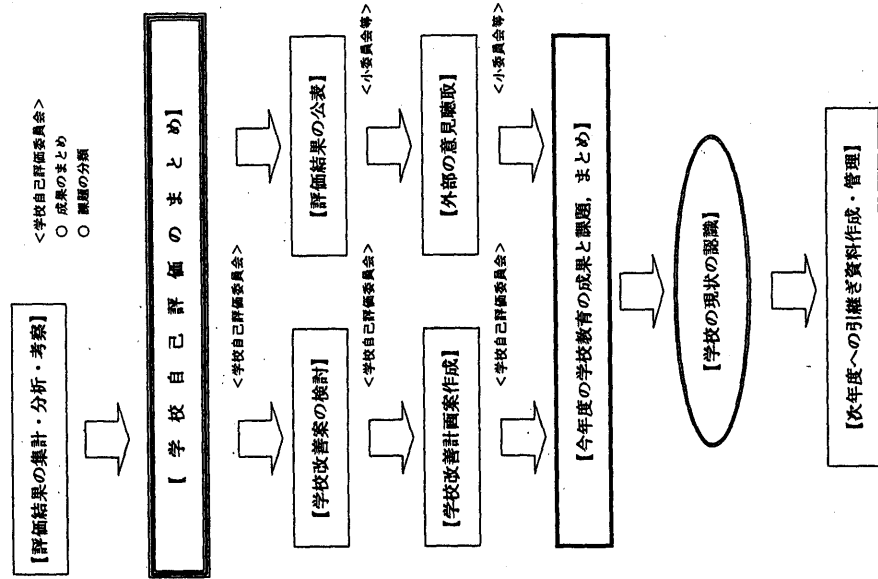 【評価結果の集計・分析・考察】
<学校自己評価委員会>
○ 成果のまとめ
○ 課題の分類
【学校自己評価のまとめ】
<学校自己評価委員会>
【学校改善案の検討】
【評価結果の公表】
<学校自己評価委員会>
<小委員会等>
【学校改善計画案作成】
【外部の意見聴取】
<学校自己評価委員会>
<小委員会等>
【今年度の学校教育の成果と課題，まとめ】
【学校の現状の認識】
【次年度への引継ぎ資料作成・管理】